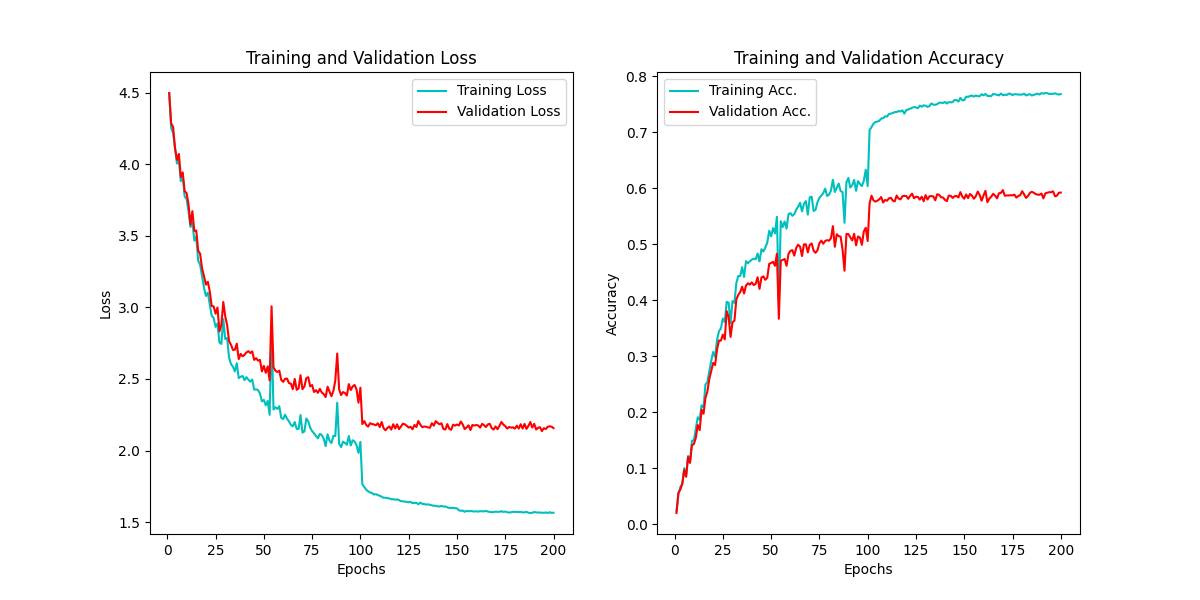 Training and Validation Loss
Training Loss
Validation Loss
Loss
4.5
4.0
3.5
3.0
2.5
2.0
1.5
0 25 50 75 100 125 150 175 200
Epochs
Training and Validation Accuracy
Training Acc.
Validation Acc.
Accuracy
0.8
0.7
0.6
0.5
0.4
0.3
0.2
0.1
0.0
0 25 50 75 100 125 150 175 200
Epochs